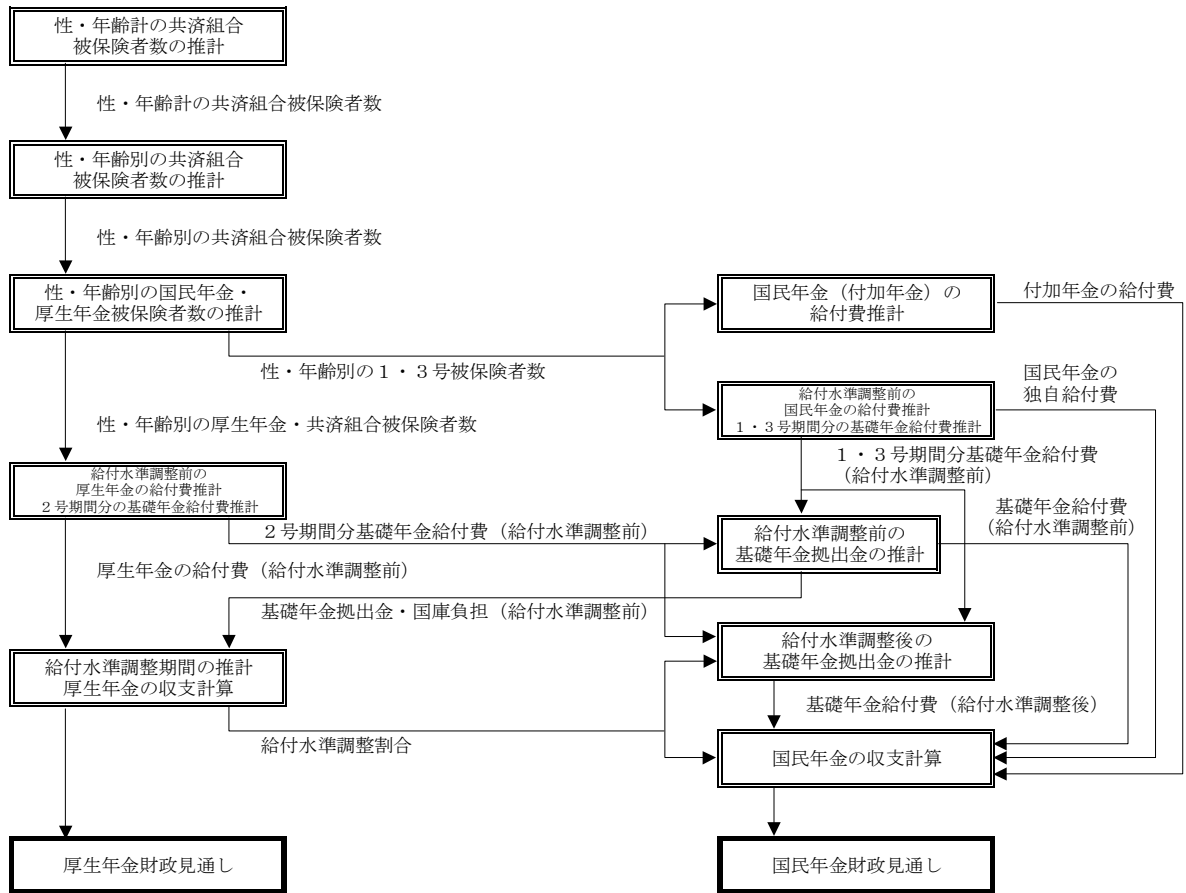 性・年齢計の共済組合
被保険者数の推計
性・年齢計の共済組合被保険者数
性・年齢別の共済組合
被保険者数の推計
性・年齢別の共済組合被保険者数
性・年齢別の国民年金・
厚生年金被保険者数の推計
国民年金（付加年金）の
給付費推計
付加年金の給付費
性・年齢別の１・３号被保険者数
国民年金の
独自給付費
給付水準調整前の
国民年金の給付費推計
１・３号期間分の基礎年金給付費推計
性・年齢別の厚生年金・共済組合被保険者数
１・３号期間分基礎年金給付費
（給付水準調整前）
給付水準調整前の
厚生年金の給付費推計
２号期間分の基礎年金給付費推計
基礎年金給付費
（給付水準調整前）
２号期間分基礎年金給付費（給付水準調整前）
給付水準調整前の
基礎年金拠出金の推計
厚生年金の給付費（給付水準調整前）
基礎年金拠出金・国庫負担（給付水準調整前）
給付水準調整後の
基礎年金拠出金の推計
給付水準調整期間の推計
厚生年金の収支計算
基礎年金給付費（給付水準調整後）
給付水準調整割合
国民年金の収支計算
厚生年金財政見通し
国民年金財政見通し